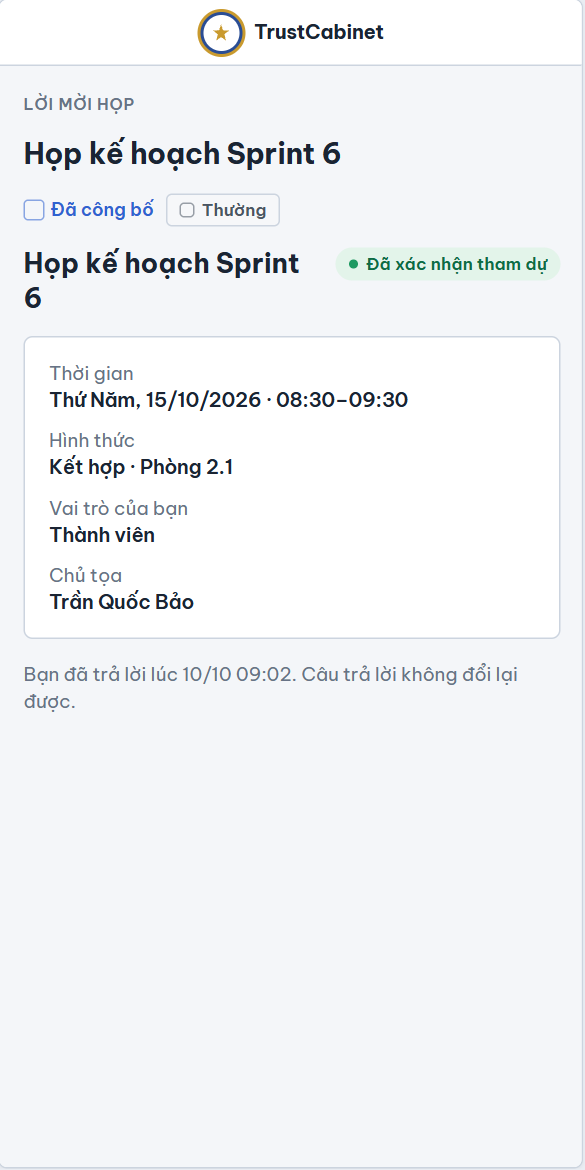 TrustCabinet
LỜI MỜI HỌP
Họp kế hoạch Sprint 6
Đã công bố
Thường
Họp kế hoạch Sprint
6
Đã xác nhận tham dự
Thời gian
Thứ Năm, 15/10/2026 · 08:30–09:30
Hình thức
Kết hợp · Phòng 2.1
Vai trò của bạn
Thành viên
Chủ tọa
Trần Quốc Bảo
Bạn đã trả lời lúc 10/10 09:02. Câu trả lời không đổi lại
được.